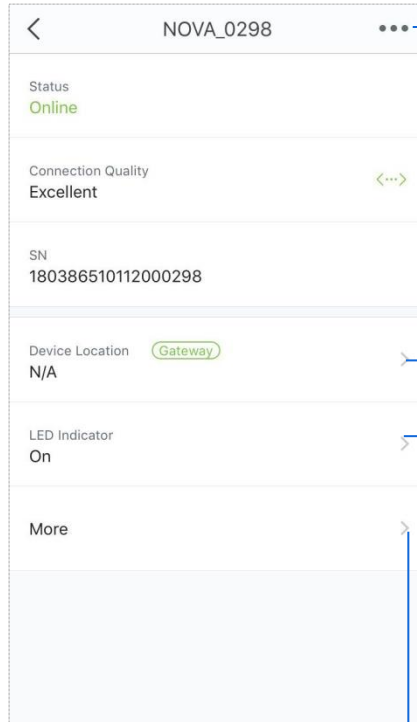 NOVA_0298
Status
Online
Connection Quality
Excellent
SN
180386510112000298
Device Location Gateway
N/A
LED Indicator
On
More